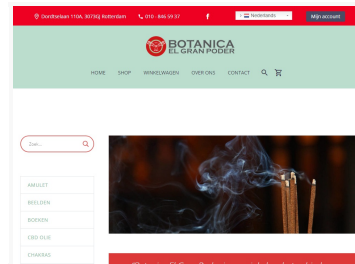 Dordtselaan 110A, 3073GJ Rotterdam
010 - 846 59 37
Nederlands
Mijn account
BOTANICA
EL GRAN PODER
HOME
SHOP
WINKELWAGEN
OVER ONS
CONTACT
Zoek...
AMULET
BEELDEN
BOEKEN
CBD OLIE
CHAKRAS